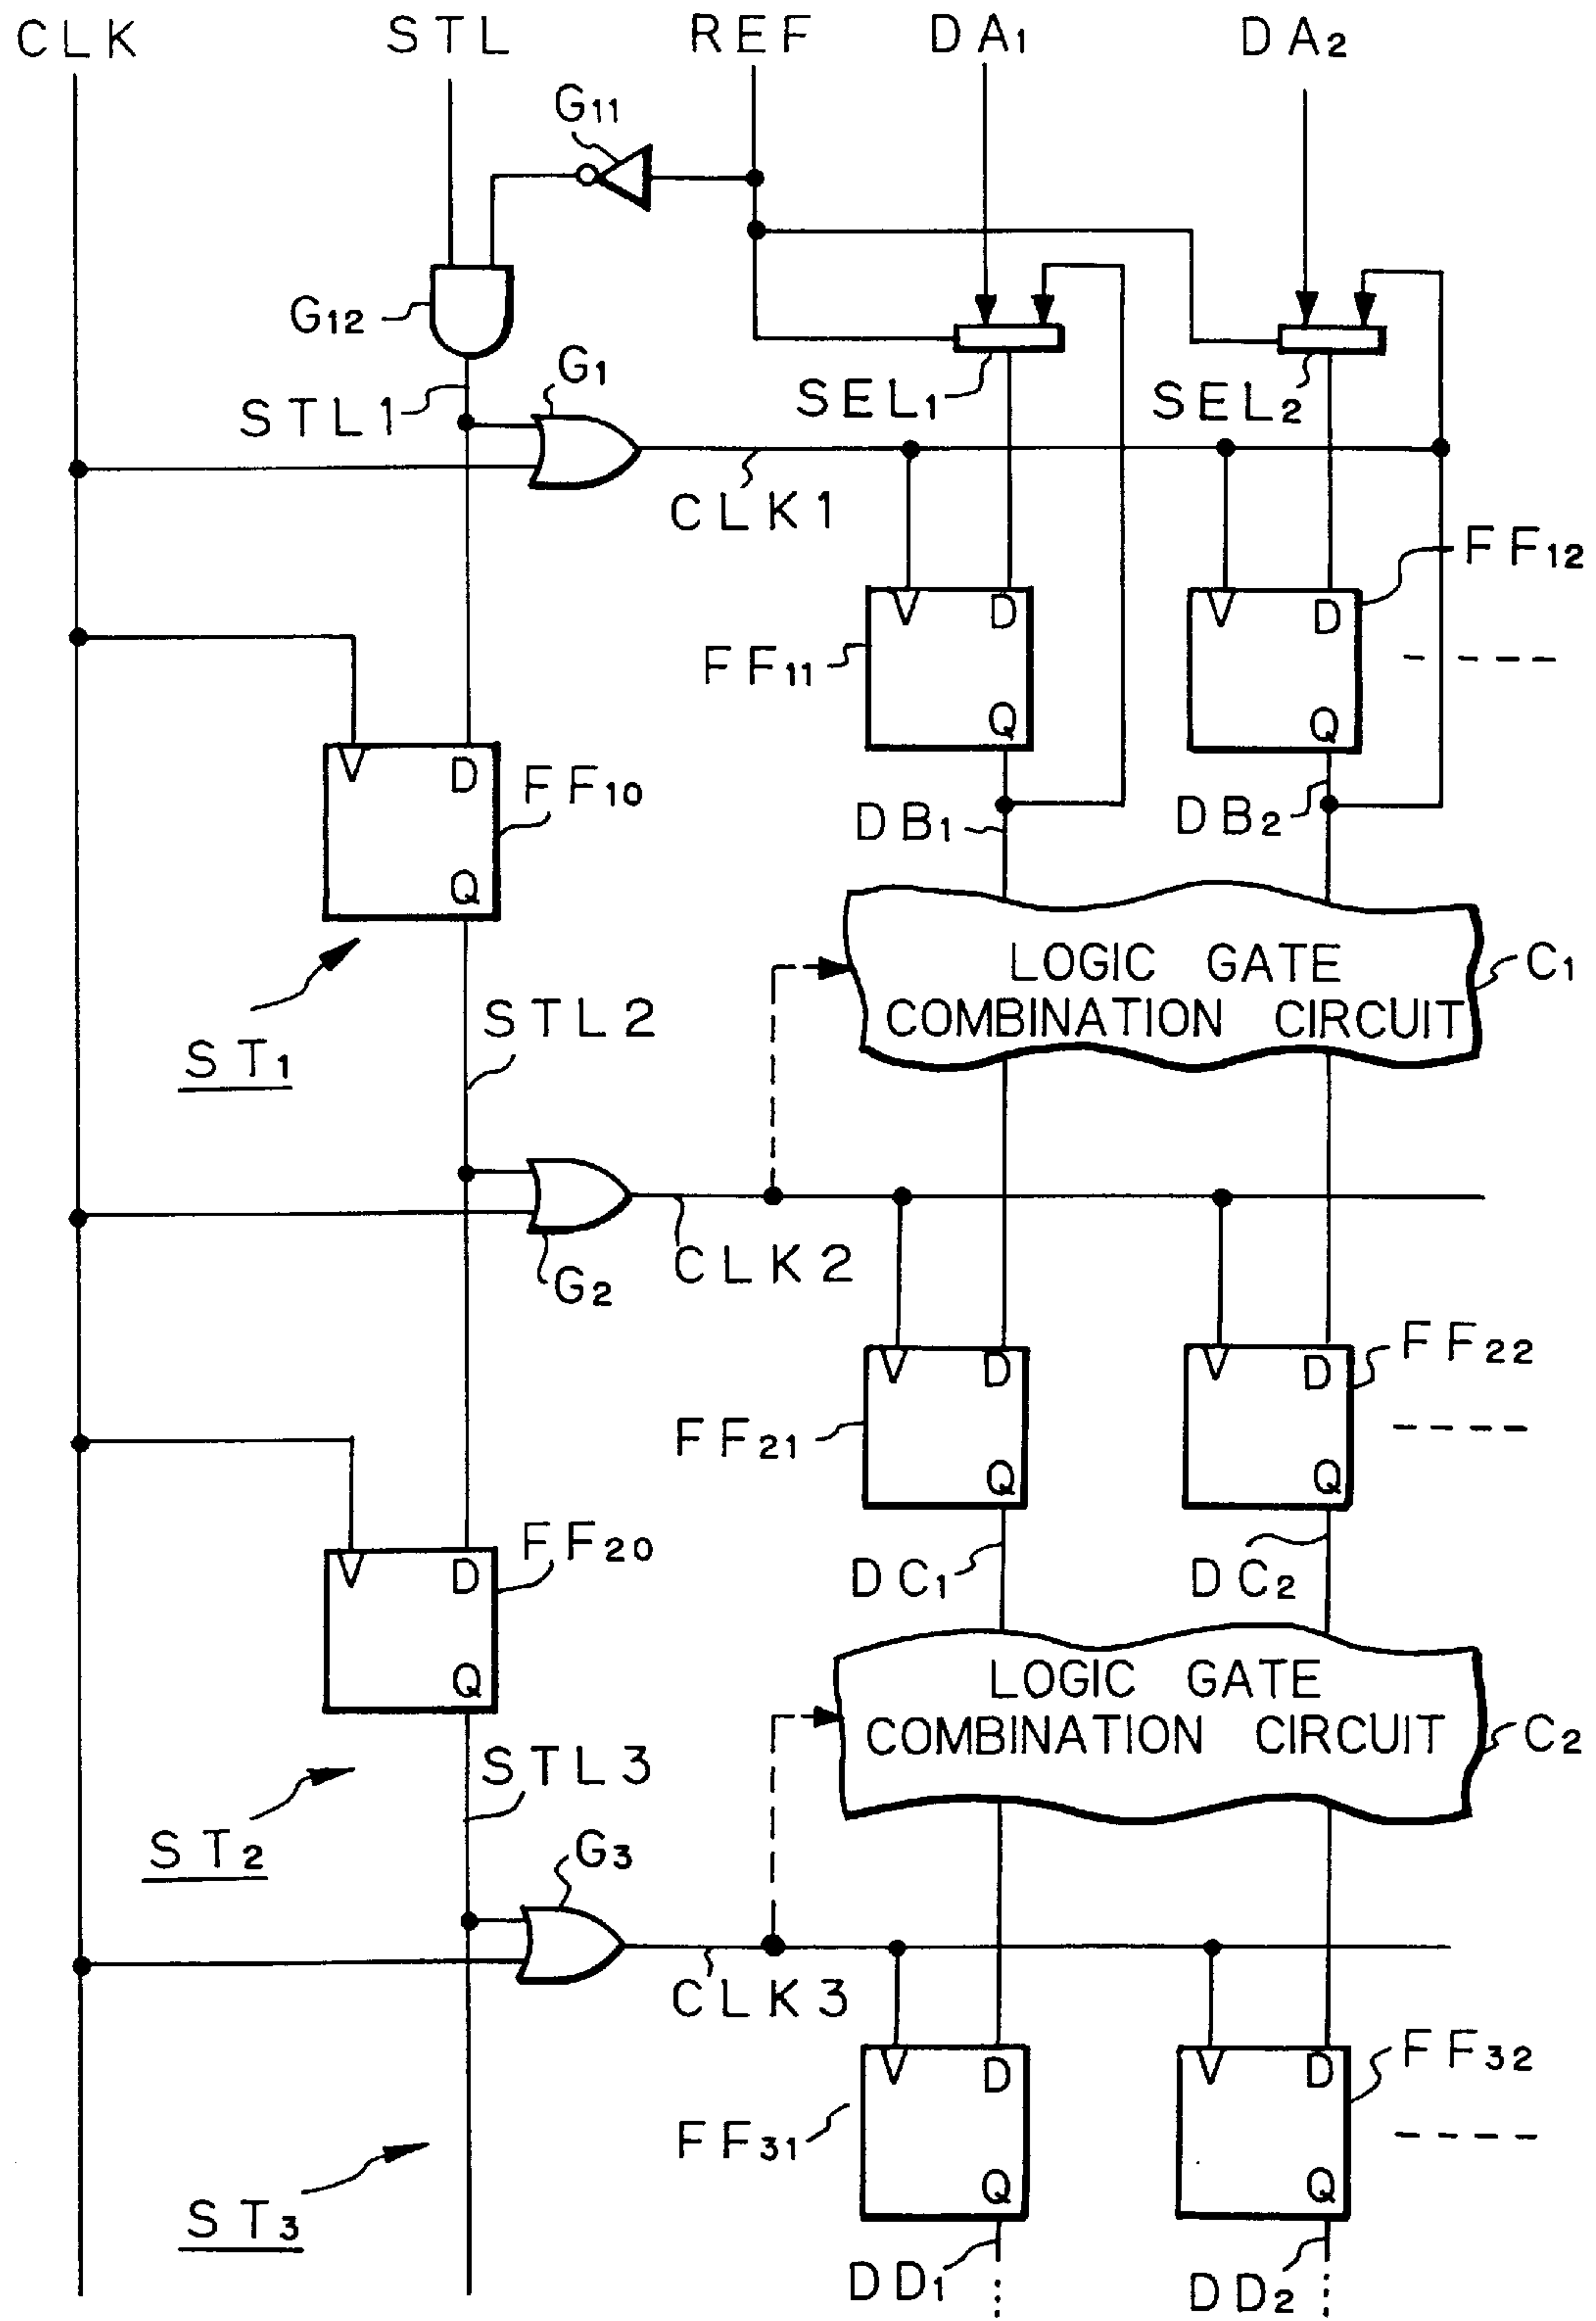 CLK
STL
REF
DA1
DA2
G11
G12
STL1
G1
SEL1
SEL2
CLK1
FF12
V D
Q
FF11
V D
Q
V D
Q
FF10
DB1
DB2
LOGIC GATE
COMBINATION CIRCUIT
C1
ST1
STL2
G2
CLK2
FF22
V D
Q
FF21
V D
Q
V D
Q
FF20
DC1
DC2
LOGIC GATE
COMBINATION CIRCUIT
C2
STL3
ST2
G3
CLK3
FF32
V D
Q
FF31
V D
Q
ST3
DD1
DD2